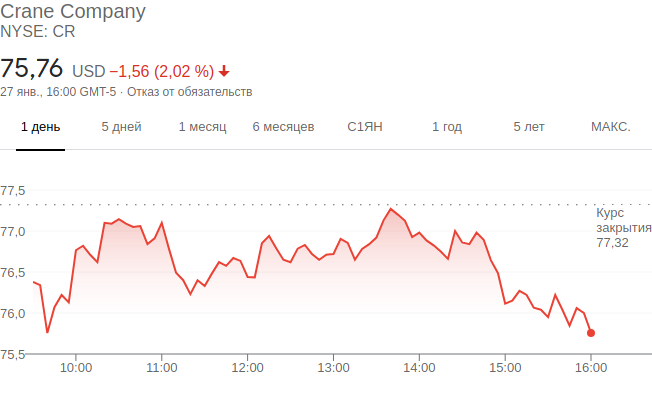 Crane Company
NYSE: CR
75,76 USD −1,56 (2,02 %)
27 янв., 16:00 GMT-5 · Отказ от обязательств
1 день 5 дней 1 месяц 6 месяцев С1ЯН 1 год 5 лет МАКС.
77,5
Курс
закрытия
77,32
77,0
76,5
76,0
75,5
10:00 11:00 12:00 13:00 14:00 15:00 16:00